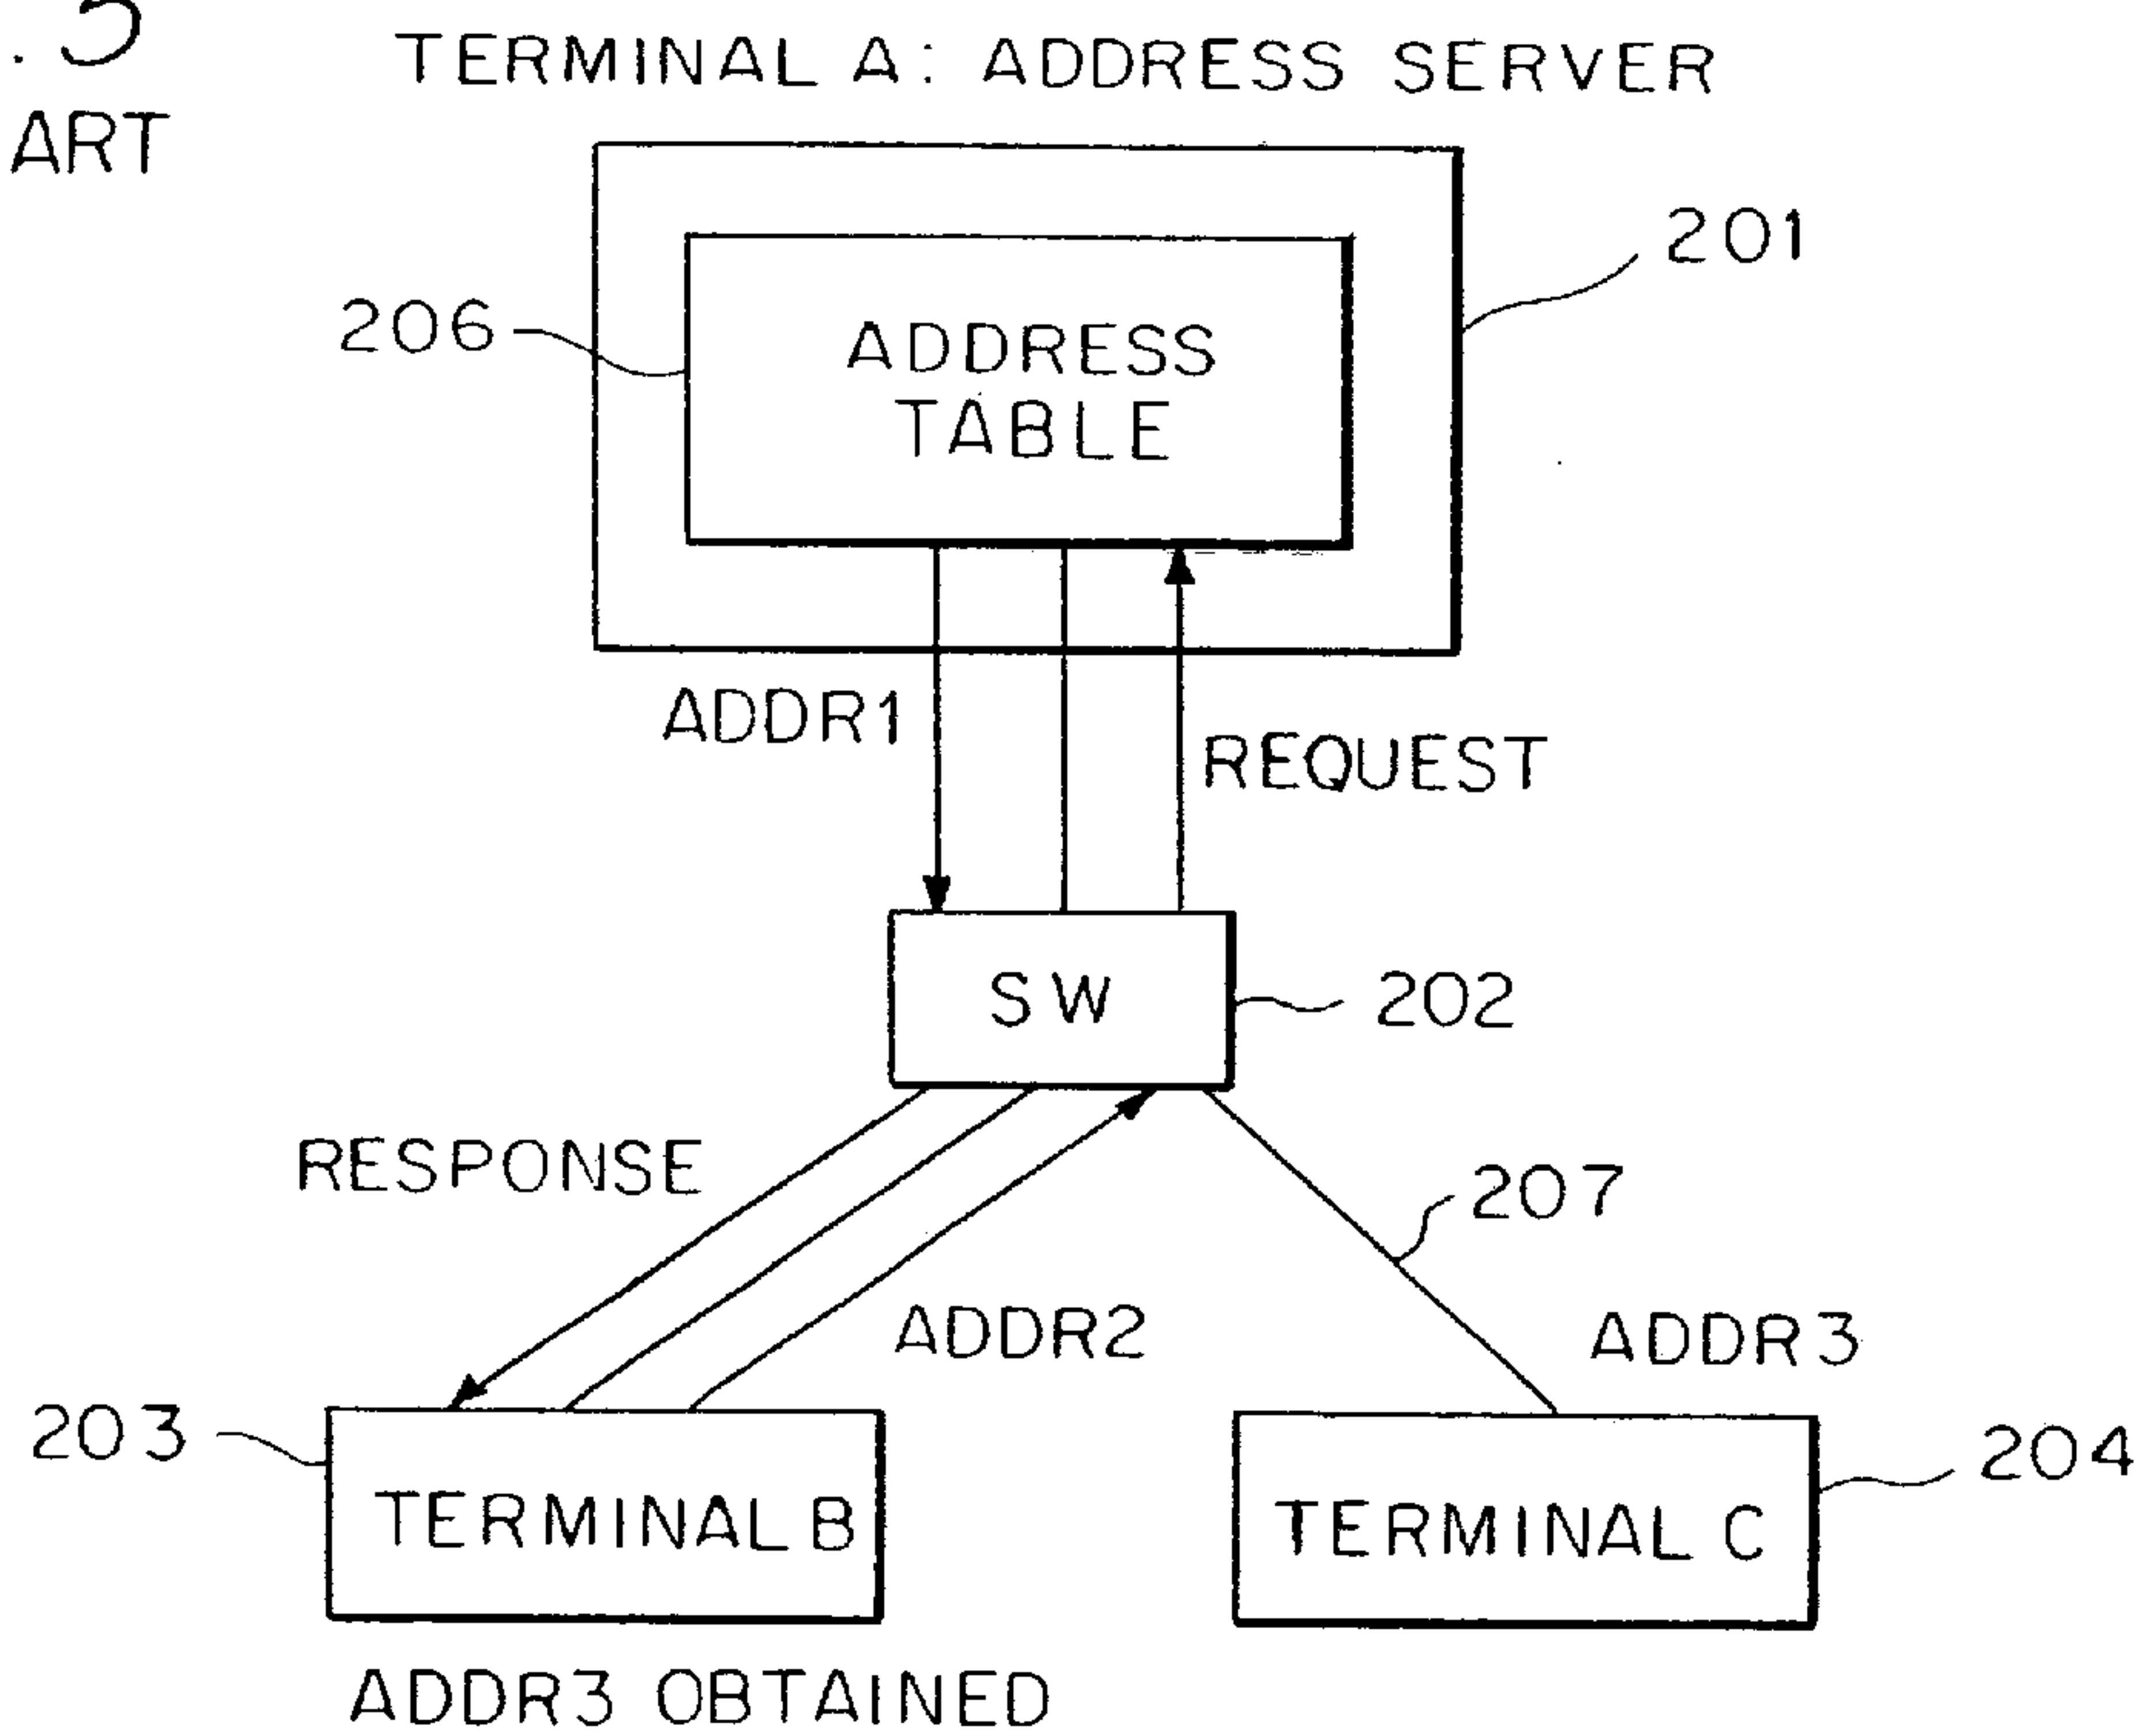 . 5
ART
TERMINAL A: ADDRESS SERVER
201
206
ADDRESS
TABLE
ADDR1
REQUEST
SW
202
RESPONSE
207
ADDR2
ADDR3
203
TERMINAL B
TERMINAL C
204
ADDR3 OBTAINED